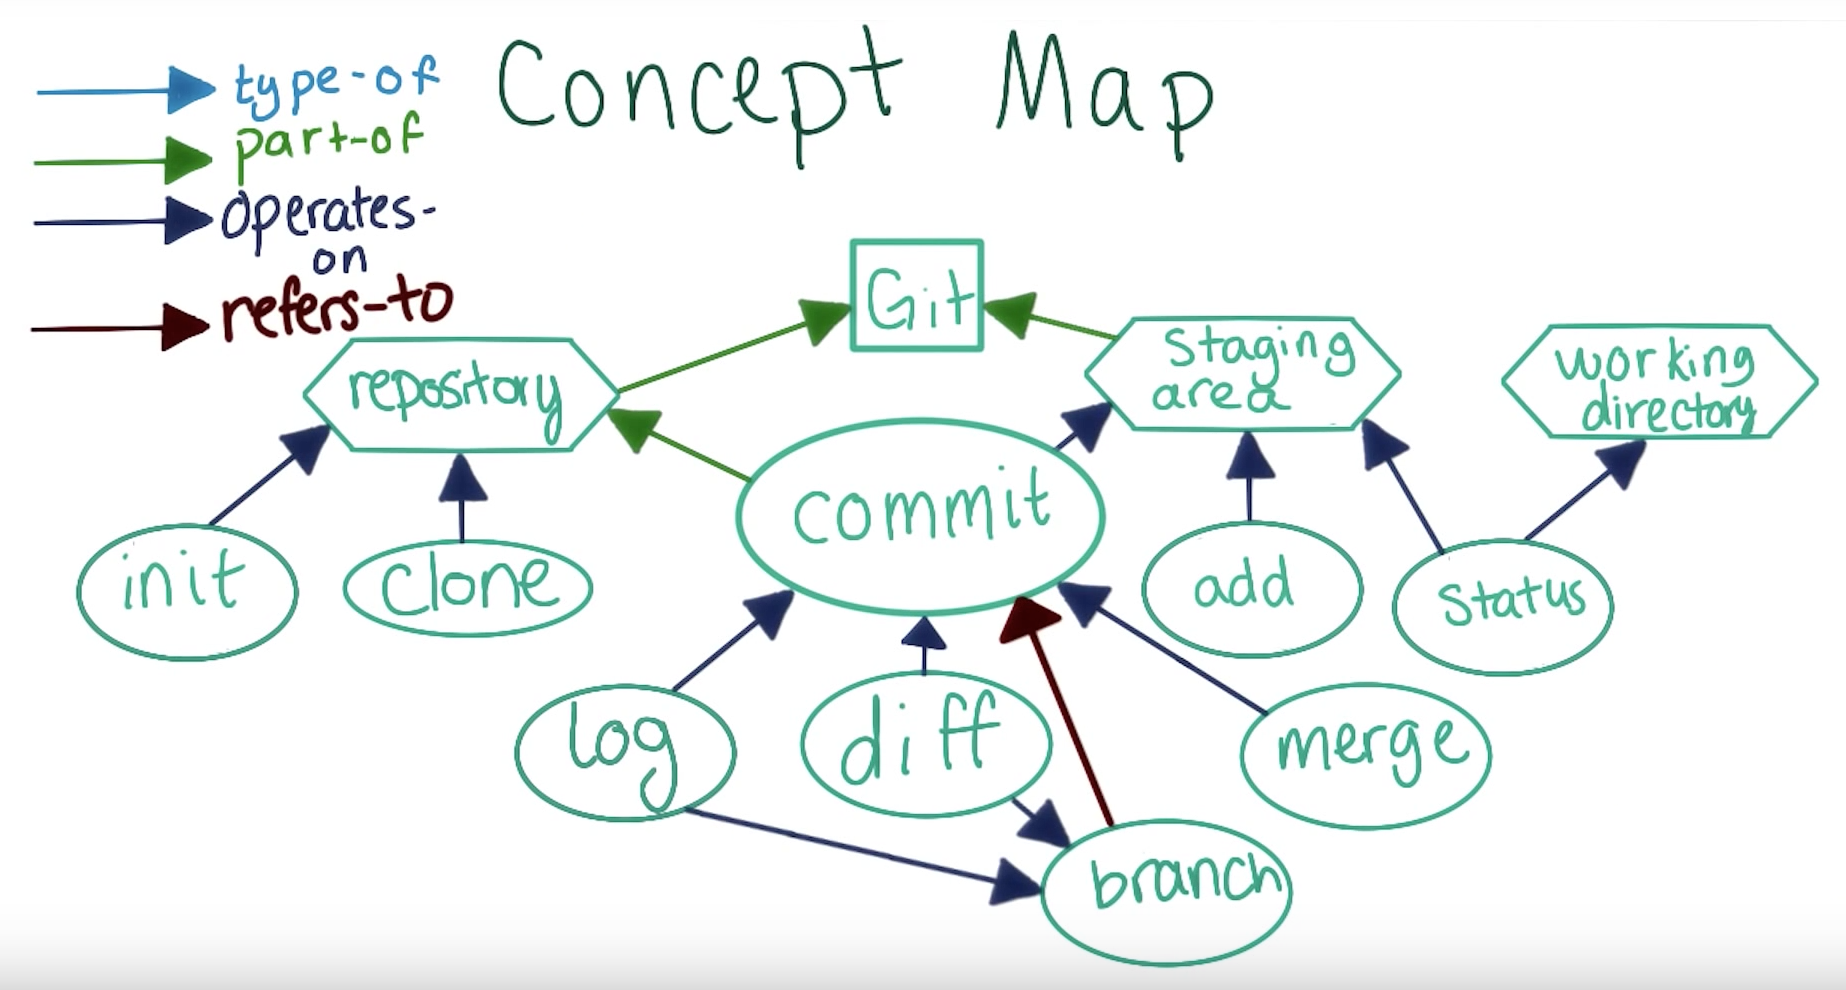 Concept Map
type-of
part-of
operates-
on
refers-to
Git
repository
Staging
area
working
directory
commit
init
clone
add
Status
log
diff
merge
branch